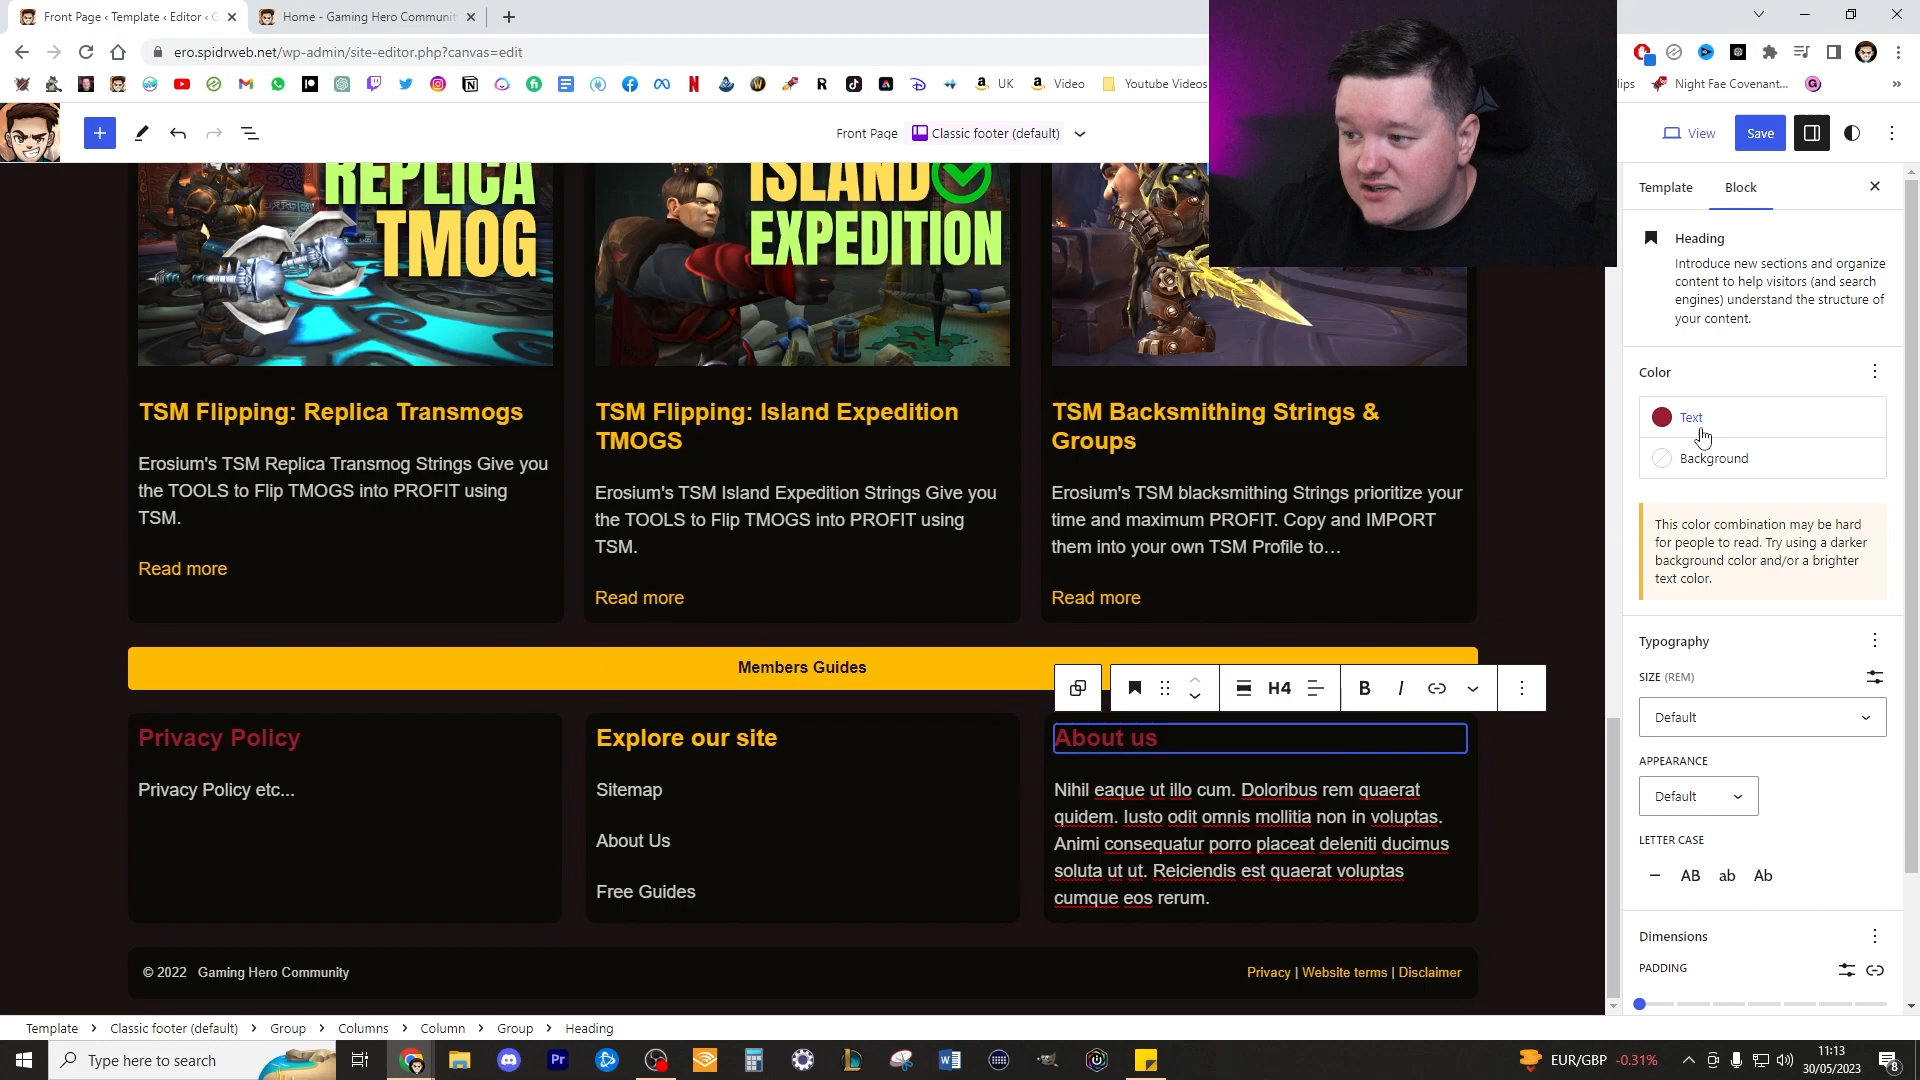 Front Page ‹ Template ‹ Editor ‹ G
Home - Gaming Hero Communit
ero.spidrweb.net/wp-admin/site-editor.php?canvas=edit
UK
Video
Youtube Videos
lips
Night Fae Covenant...
Front Page
Classic footer (default)
View
Save
REPLICA
TMOG
ISLAND
EXPEDITION
TSM Flipping: Replica Transmogs
Erosium's TSM Replica Transmog Strings Give you
the TOOLS to Flip TMOGS into PROFIT using
TSM.
Read more
TSM Flipping: Island Expedition
TMOGS
Erosium's TSM Island Expedition Strings Give you
the TOOLS to Flip TMOGS into PROFIT using
TSM.
Read more
TSM Backsmithing Strings &
Groups
Erosium's TSM blacksmithing Strings prioritize your
time and maximum PROFIT. Copy and IMPORT
them into your own TSM Profile to…
Read more
Members Guides
H4
B
I
Privacy Policy
Privacy Policy etc...
Explore our site
Sitemap
About Us
Free Guides
About us
Nihil eaque ut illo cum. Doloribus rem quaerat
quidem. Iusto odit omnis mollitia non in voluptas.
Animi consequatur porro placeat deleniti ducimus
soluta ut ut. Reiciendis est quaerat voluptas
cumque eos rerum.
© 2022 Gaming Hero Community
Privacy | Website terms | Disclaimer
Template
Block
Heading
Introduce new sections and organize
content to help visitors (and search
engines) understand the structure of
your content.
Color
Text
Background
This color combination may be hard
for people to read. Try using a darker
background color and/or a brighter
text color.
Typography
SIZE (REM)
Default
APPEARANCE
Default
LETTER CASE
AB
ab
Ab
Dimensions
PADDING
Template > Classic footer (default) > Group > Columns > Column > Group > Heading
Type here to search
EUR/GBP -0.31%
11:13
30/05/2023
8